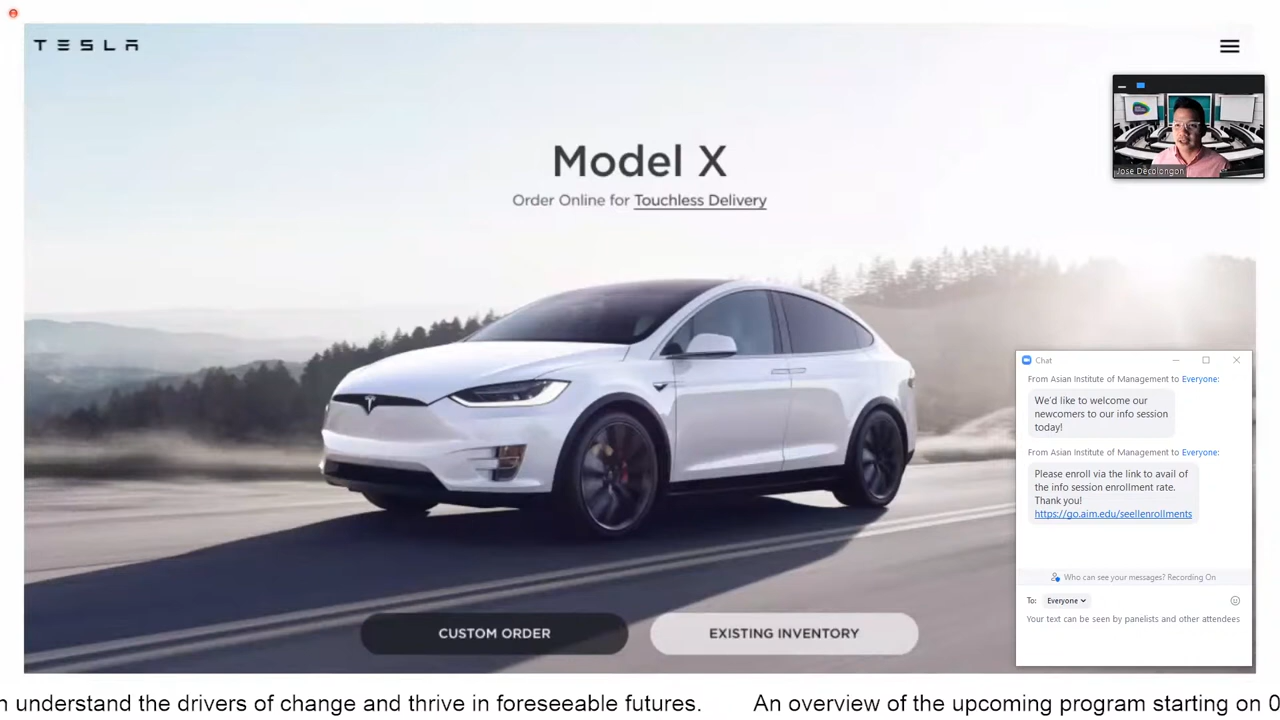 TESLA
Model X
Order Online for Touchless Delivery
Jose Decolongon
Chat
From Asian Institute of Management to Everyone:
We'd like to welcome our
newcomers to our info session
today!
From Asian Institute of Management to Everyone:
Please enroll via the link to avail of
the info session enrollment rate.
Thank you!
https://go.aim.edu/seellenrollments
Who can see your messages? Recording On
To: Everyone
Your text can be seen by panelists and other attendees
CUSTOM ORDER
EXISTING INVENTORY
n understand the drivers of change and thrive in foreseeable futures. An overview of the upcoming program starting on 0